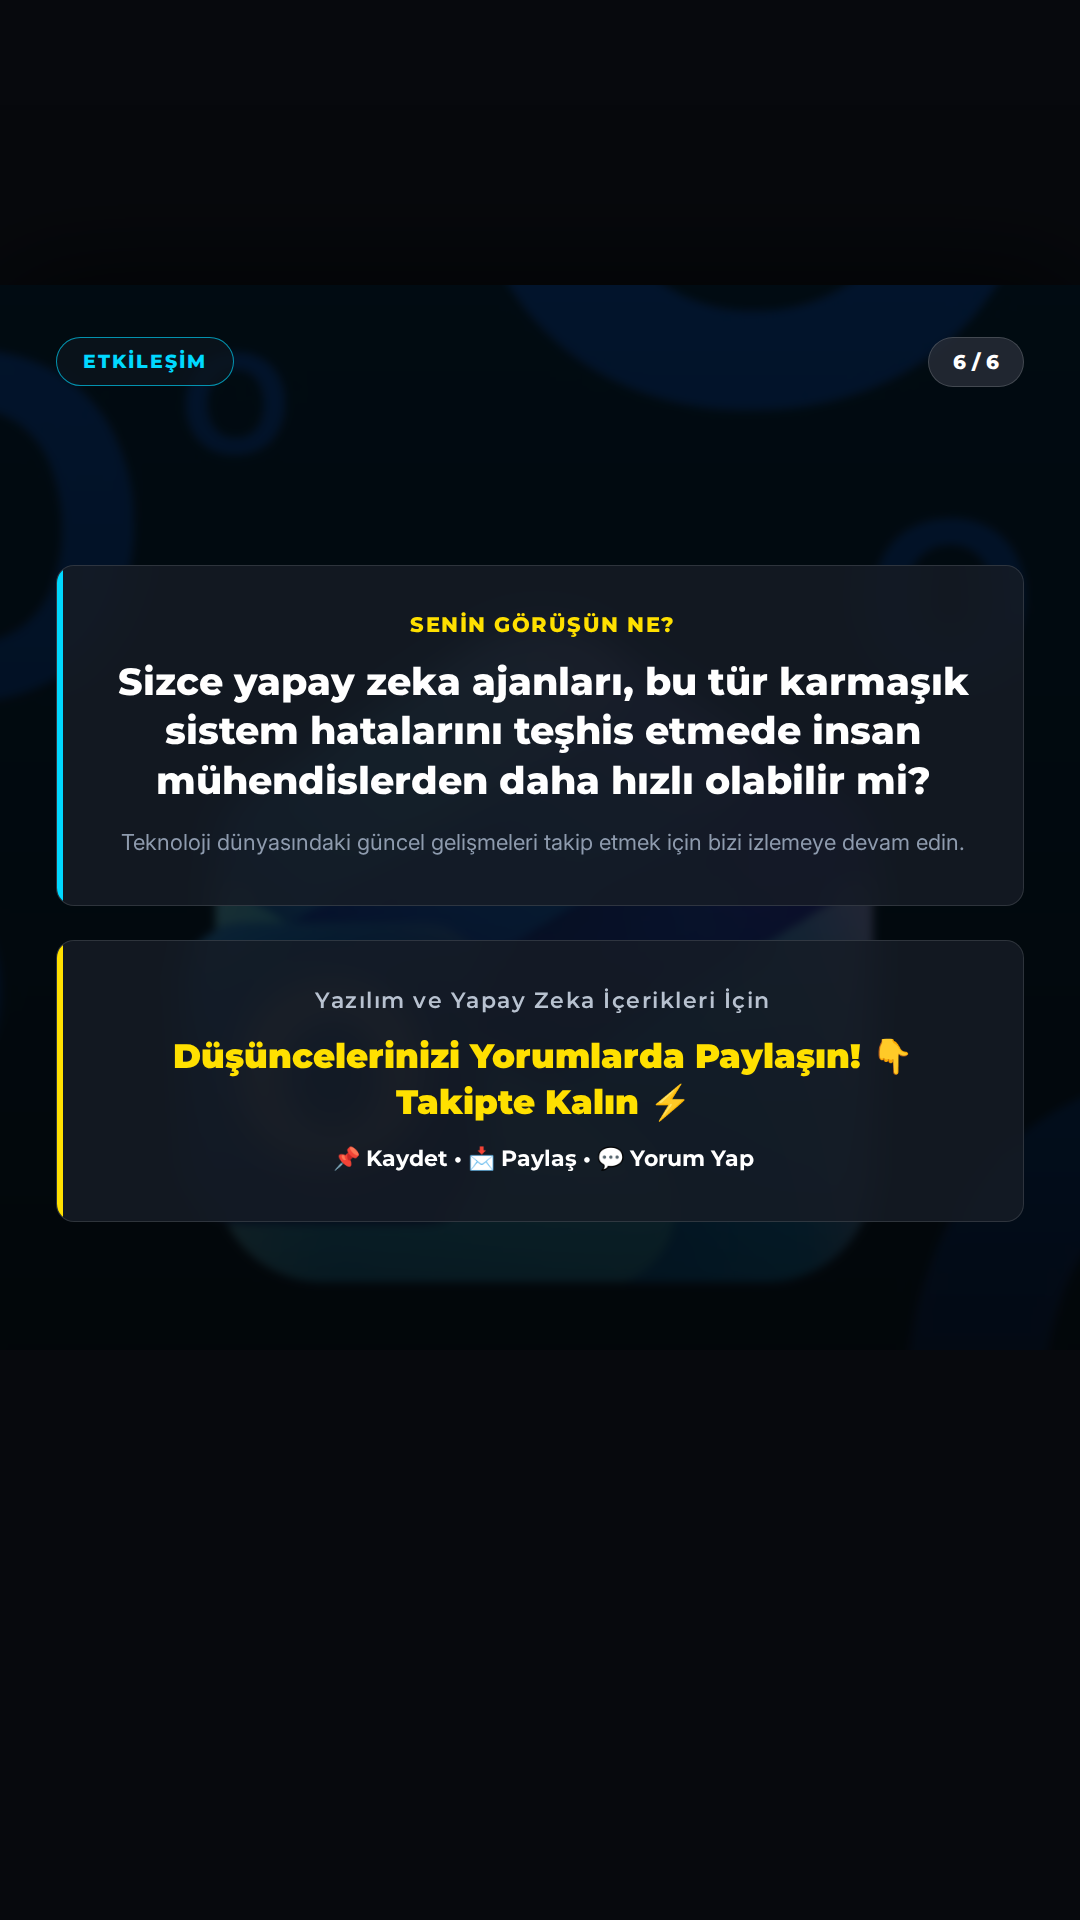 ETKİLEŞİM
6 / 6
SENİN GÖRÜŞÜN NE?
Sizce yapay zeka ajanları, bu tür karmaşık
sistem hatalarını teşhis etmede insan
mühendislerden daha hızlı olabilir mi?
Teknoloji dünyasındaki güncel gelişmeleri takip etmek için bizi izlemeye devam edin.
Yazılım ve Yapay Zeka İçerikleri İçin
Düşüncelerinizi Yorumlarda Paylaşın! 👇
Takipte Kalın ⚡
📌 Kaydet • 📩 Paylaş • 💬 Yorum Yap